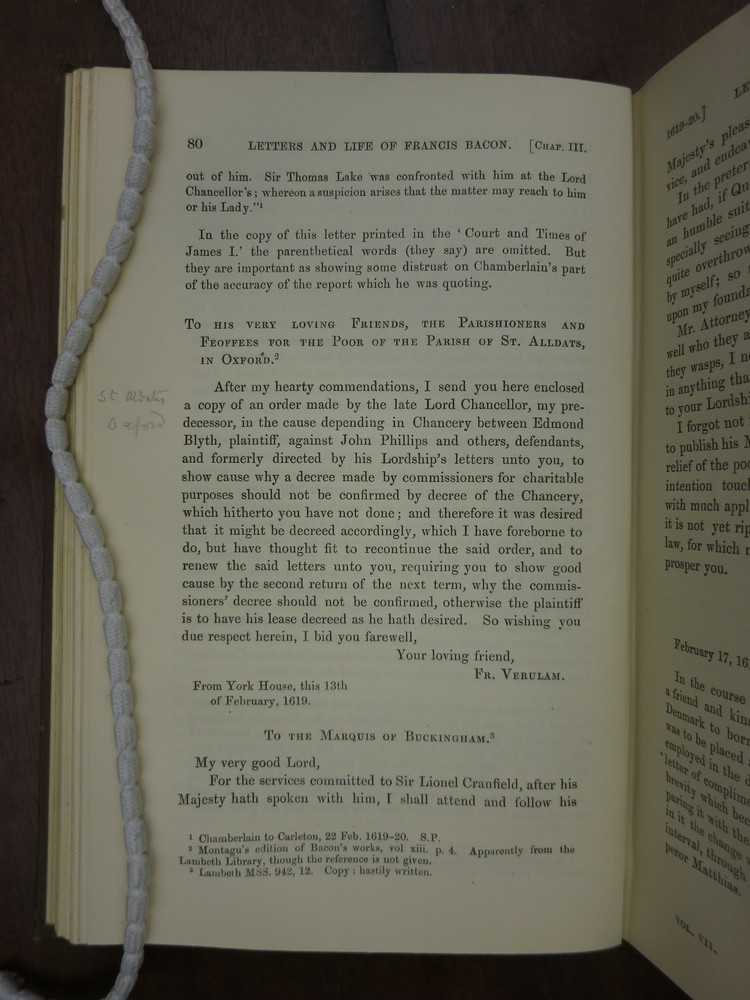 80 LETTERS AND LIFE OF FRANCIS BACON. [CHAP. III.
out of him. Sir Thomas Lake was confronted with him at the Lord
Chancellor's; whereon a suspicion arises that the matter may reach to him
or his Lady."¹
In the copy of this letter printed in the 'Court and Times of
James I.' the parenthetical words (they say) are omitted. But
they are important as showing some distrust on Chamberlain's part
of the accuracy of the report which he was quoting.
TO HIS VERY LOVING FRIENDS, THE PARISHIONERS AND
FEOFFEES FOR THE POOR OF THE PARISH OF ST. ALLDATS,
IN OXFORD.²
After my hearty commendations, I send you here enclosed
a copy of an order made by the late Lord Chancellor, my pre-
decessor, in the cause depending in Chancery between Edmond
Blyth, plaintiff, against John Phillips and others, defendants,
and formerly directed by his Lordship's letters unto you, to
show cause why a decree made by commissioners for charitable
purposes should not be confirmed by decree of the Chancery,
which hitherto you have not done; and therefore it was desired
that it might be decreed accordingly, which I have foreborne to
do, but have thought fit to recontinue the said order, and to
renew the said letters unto you, requiring you to show good
cause by the second return of the next term, why the commis-
sioners' decree should not be confirmed, otherwise the plaintiff
is to have his lease decreed as he hath desired. So wishing you
due respect herein, I bid you farewell,
Your loving friend,
FR. VERULAM.
From York House, this 13th
of February, 1619.
TO THE MARQUIS OF BUCKINGHAM.³
My very good Lord,
For the services committed to Sir Lionel Cranfield, after his
Majesty hath spoken with him, I shall attend and follow his
¹ Chamberlain to Carleton, 22 Feb. 1619-20. S.P.
² Montagu's edition of Bacon's works, vol xiii. p. 4. Apparently from the
Lambeth Library, though the reference is not given.
³ Lambeth MSS. 942, 12. Copy: hastily written.
St Aldates
Oxford
1619-20.] LE
Majesty's pleas
vice, and endea
In the preter
have had, if Qu
an humble suit
specially seeing
quite overthrow
by myself; so
upon my founda
Mr. Attorney
well who they a
they wasps, I n
in anything tha
to your Lordshi
I forgot not
to publish his M
relief of the poo
intention touc
with much appl
it is not yet rip
law, for which r
prosper you.
February 17, 16
In the course
a friend and kin
Denmark to bor
was to be placed
employed in the d
letter of complime
brevity which bec
paring it with the
in it the change
interval, through
peror Matthias.
VOL. VII.